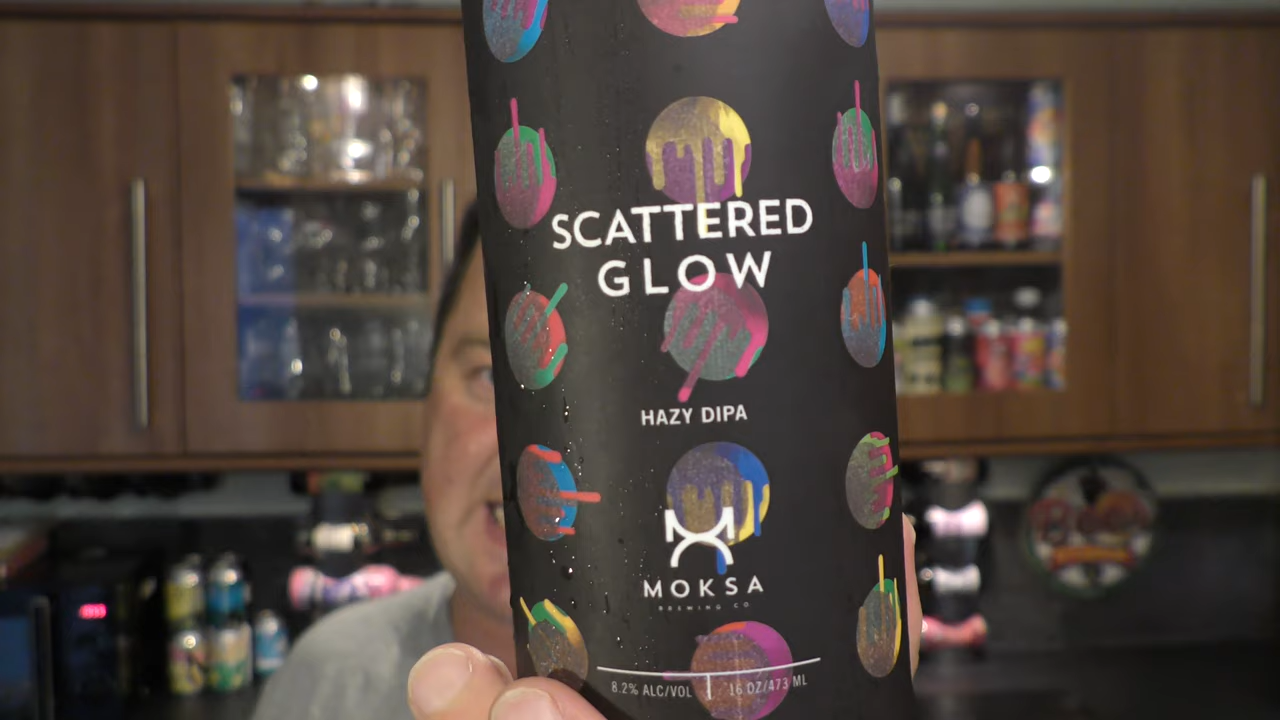 SCATTERED
GLOW
HAZY DIPA
MOKSA
BREWING CO
8.2% ALC/VOL 16 OZ/473 ML